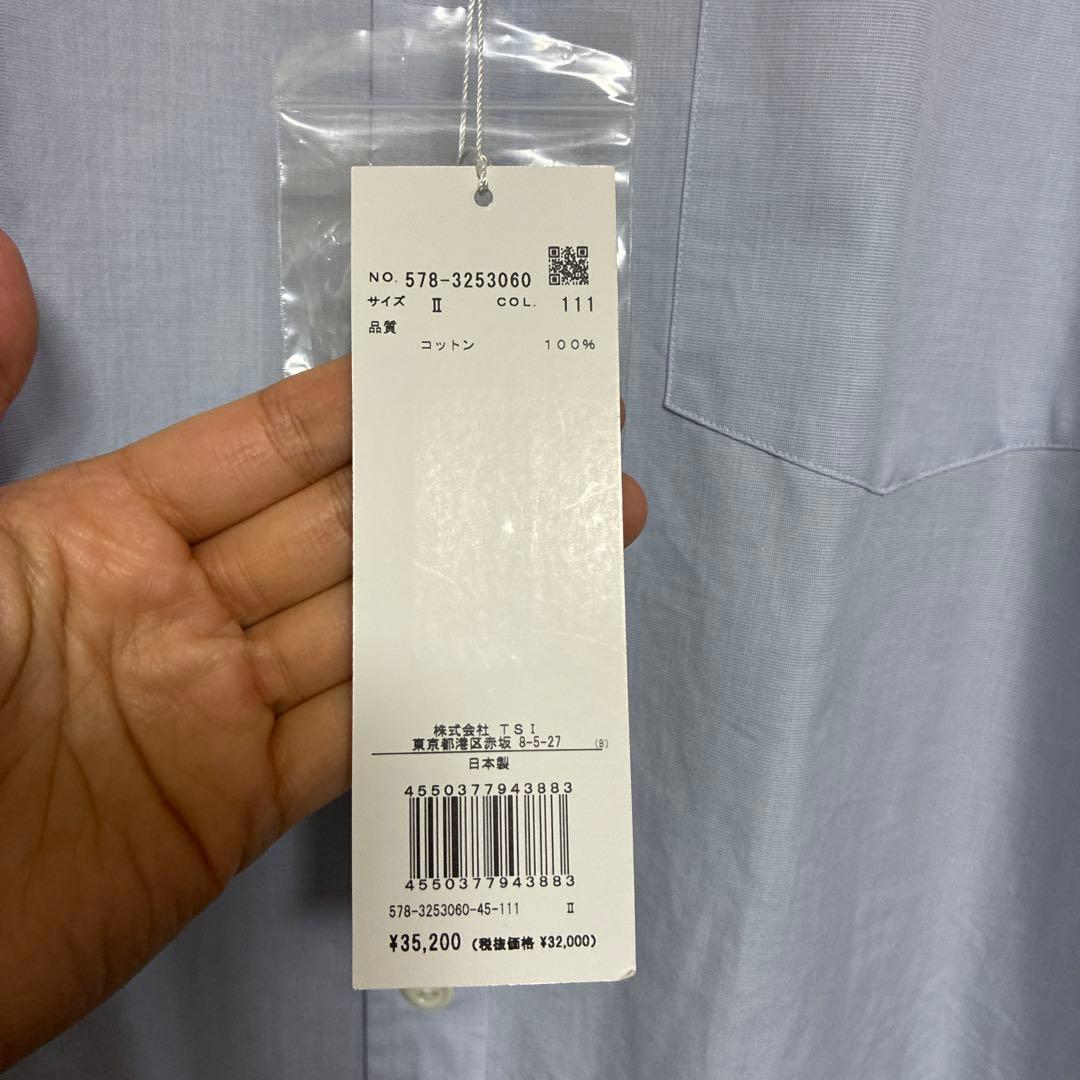 NO. 578-3253060
サイズ Ⅱ COL. 111
品質
コットン 100%
株式会社 TSI
東京都港区赤坂 8-5-27 (B)
日本製
4550377943883
4550377943883
578-3253060-45-111 Ⅱ
¥35,200 (税抜価格 ¥32,000)